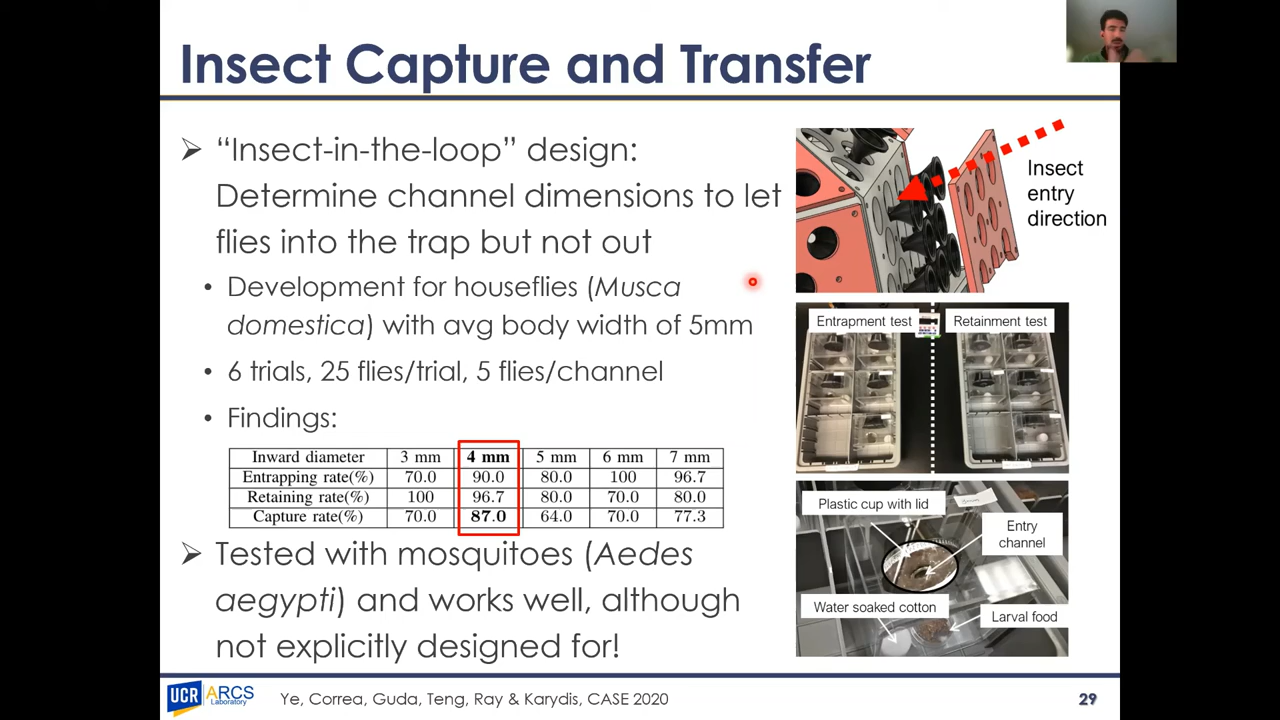 Insect Capture and Transfer
➢ “Insect-in-the-loop” design:
Determine channel dimensions to let
flies into the trap but not out
• Development for houseflies (Musca
domestica) with avg body width of 5mm
• 6 trials, 25 flies/trial, 5 flies/channel
• Findings:
Inward diameter 3 mm 4 mm 5 mm 6 mm 7 mm
Entrapping rate(%) 70.0 90.0 80.0 100 96.7
Retaining rate(%) 100 96.7 80.0 70.0 80.0
Capture rate(%) 70.0 87.0 64.0 70.0 77.3
➢ Tested with mosquitoes (Aedes
aegypti) and works well, although
not explicitly designed for!
Insect
entry
direction
Entrapment test
Retainment test
Plastic cup with lid
Entry
channel
Water soaked cotton
Larval food
UCR ARCS
Laboratory
Ye, Correa, Guda, Teng, Ray & Karydis, CASE 2020
29